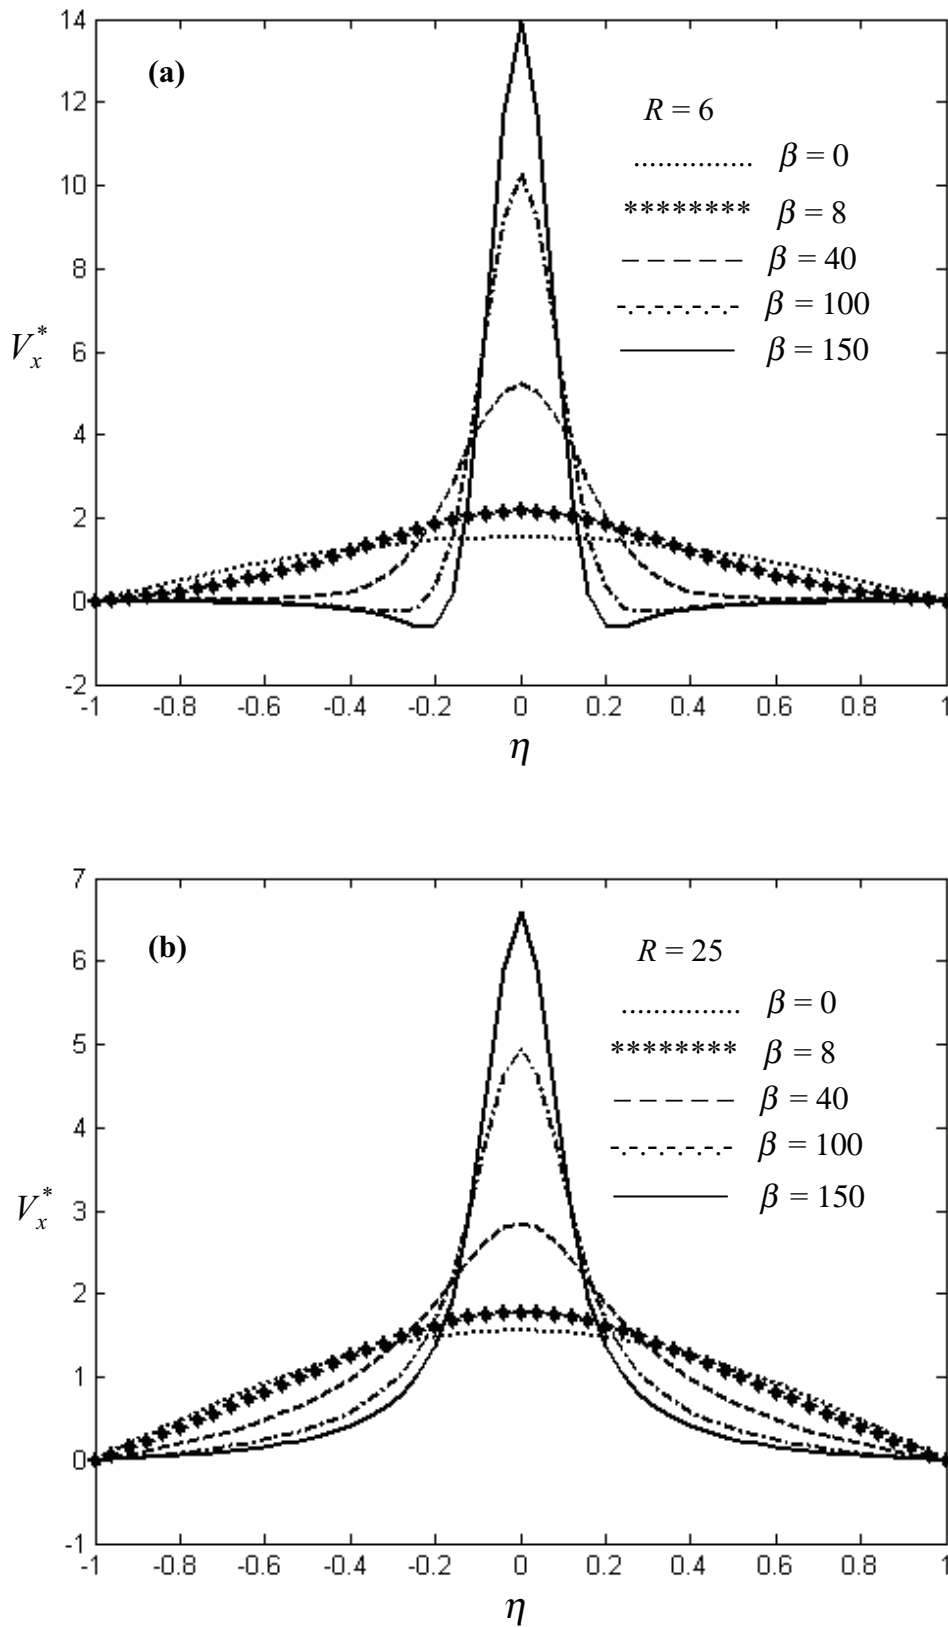 14
(a)
12
R = 6
............... β = 0
10
******** β = 8
– – – – – β = 40
8
-.-.-.-.-.-.- β = 100
V_x^*
6
β = 150
4
2
0
-2
-1 -0.8 -0.6 -0.4 -0.2 0 0.2 0.4 0.6 0.8 1
η
7
(b)
6
R = 25
............... β = 0
5
******** β = 8
– – – – – β = 40
4
-.-.-.-.-.-.- β = 100
V_x^*
3
β = 150
2
1
0
-1
-1 -0.8 -0.6 -0.4 -0.2 0 0.2 0.4 0.6 0.8 1
η